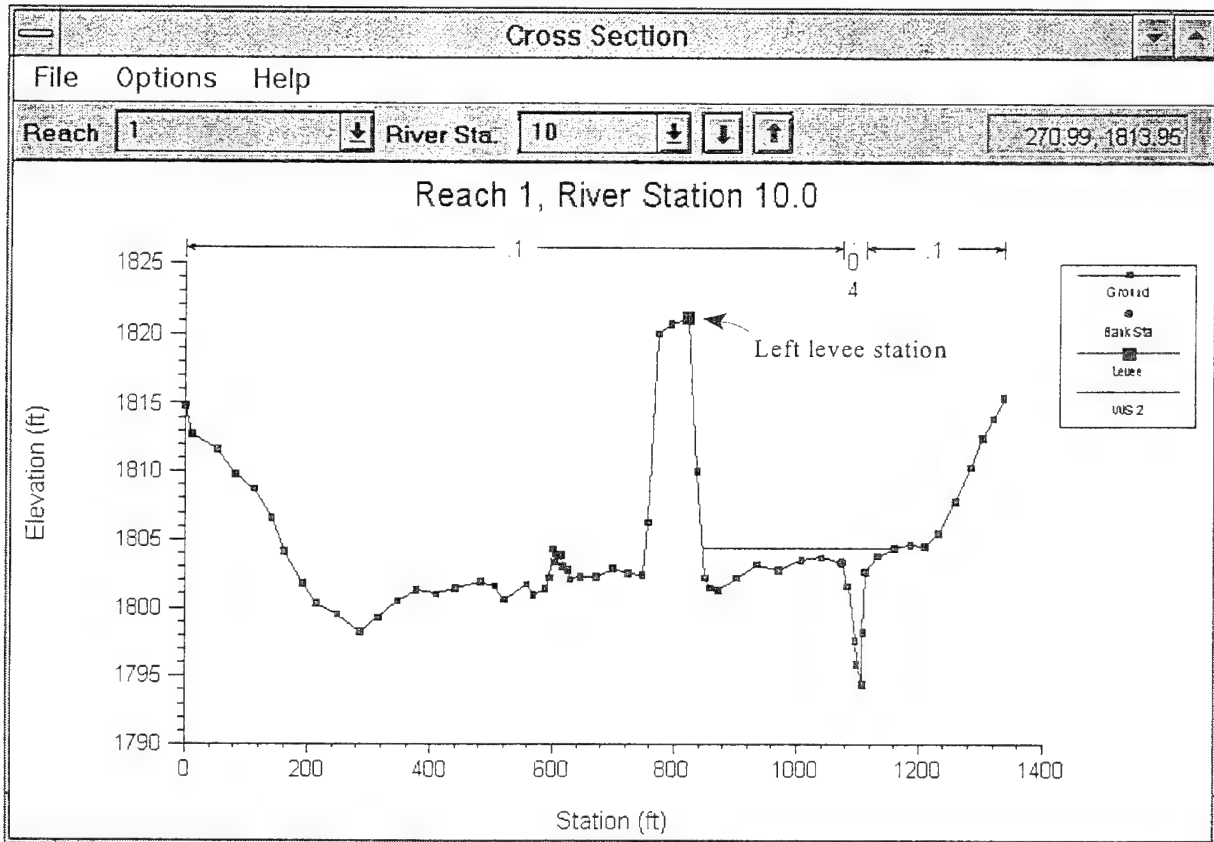 Cross Section
File Options Help
Reach 1 River Sta. 10 270.99, 1813.95
Reach 1, River Station 10.0
.1 .04 .1
1825
1820
1815
1810
1805
1800
1795
1790
Elevation (ft)
Left levee station
0 200 400 600 800 1000 1200 1400
Station (ft)
Ground
Bank Sta
Levee
WS 2